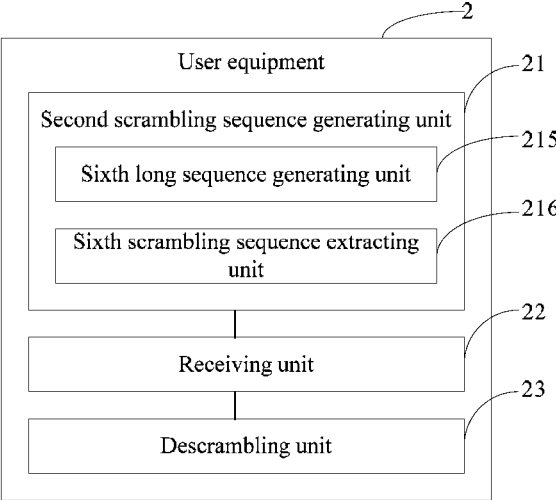 2
User equipment
21
Second scrambling sequence generating unit
215
Sixth long sequence generating unit
216
Sixth scrambling sequence extracting
unit
22
Receiving unit
23
Descrambling unit